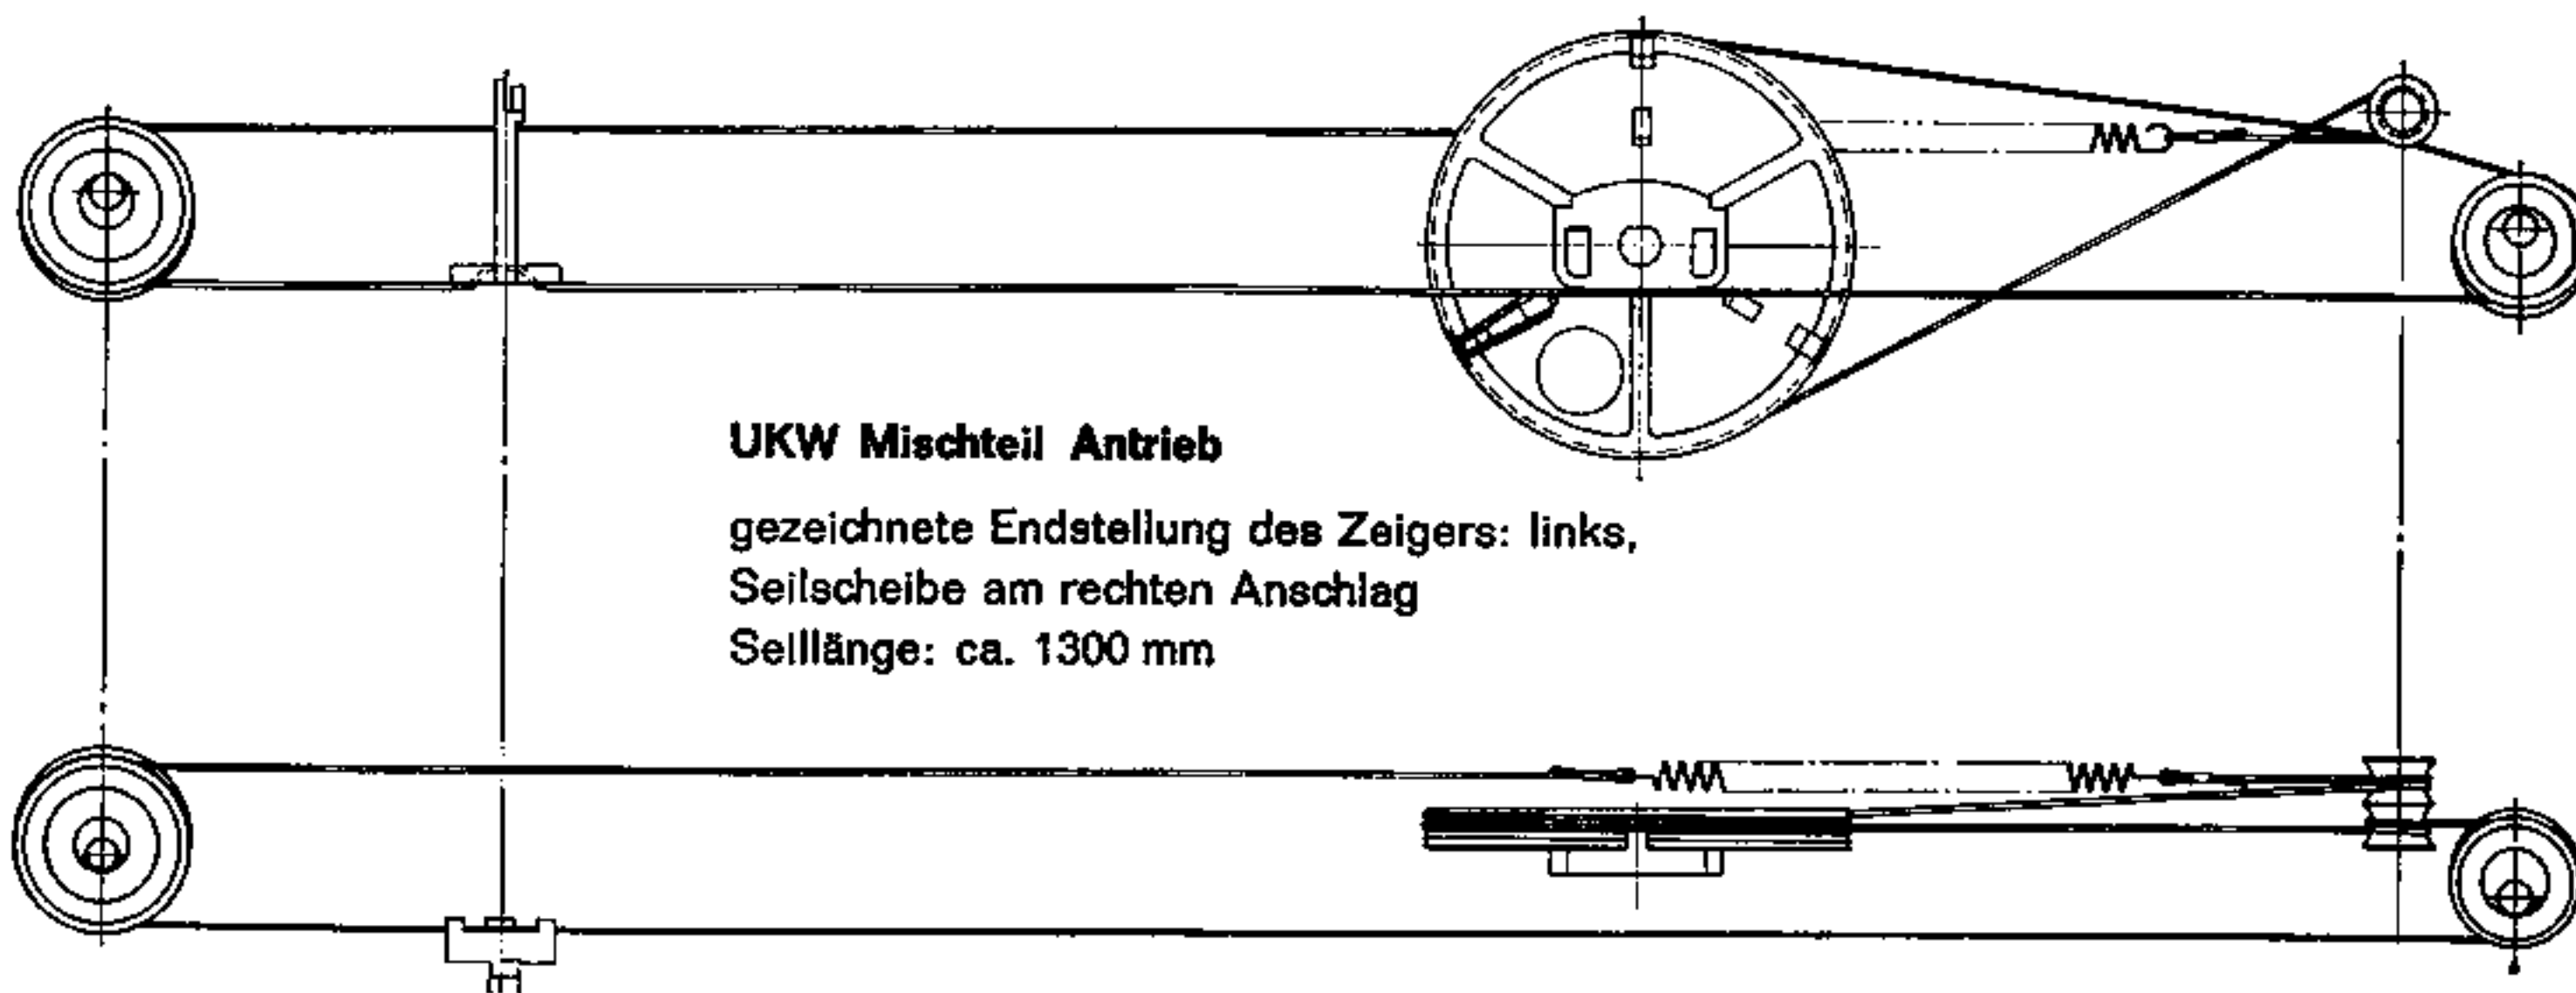 UKW Mischteil Antrieb
gezeichnete Endstellung des Zeigers: links,
Seilscheibe am rechten Anschlag
Seillänge: ca. 1300 mm